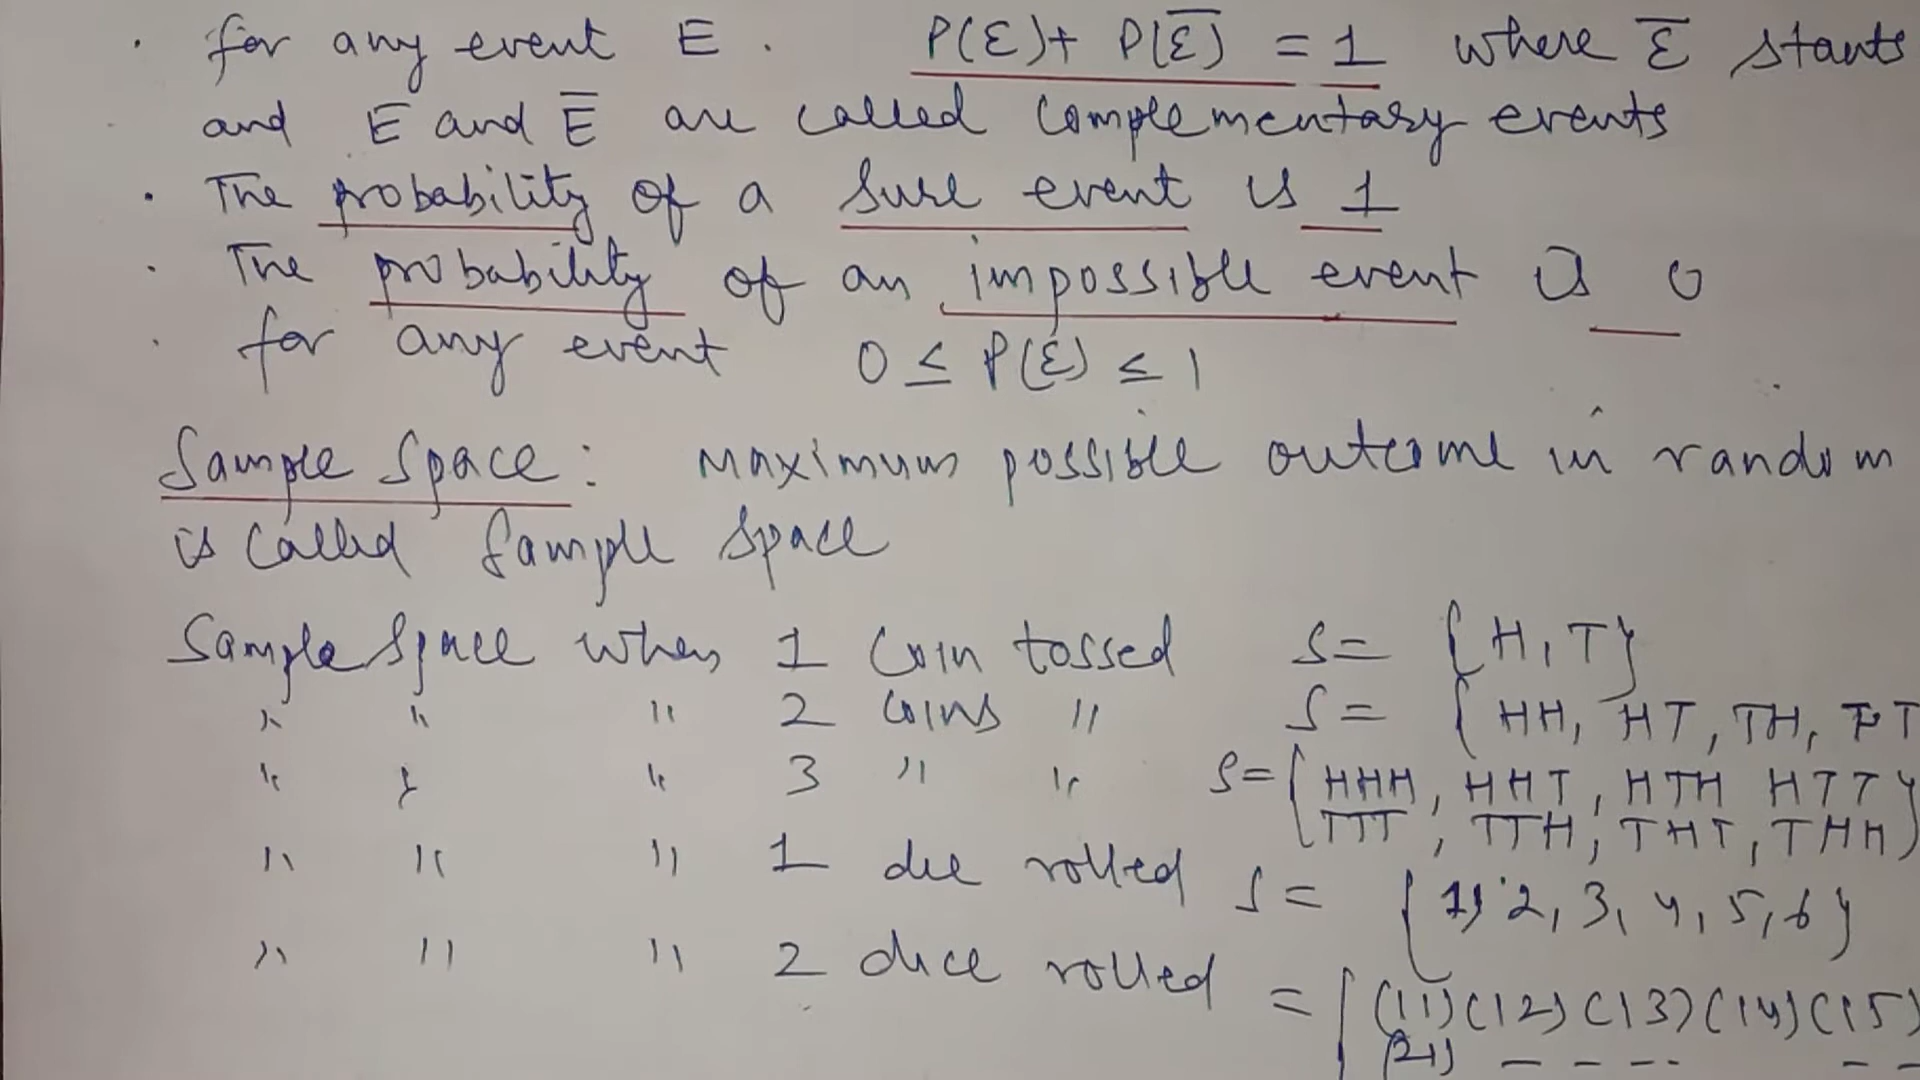 · for any event E . P(E)+ P(E̅) = 1 where E̅ stants
and E and E̅ are called Complementary events
· The probability of a Sure event is 1
· The probability of an impossible event is 0
· for any event 0 ≤ P(E) ≤ 1
Sample Space : Maximum possible outcome in random
is called Sample Space
Sample Space when 1 Coin tossed S = {H, T}
" " " 2 Coins " S = { HH, HT, TH, TT
" " " 3 " " S = { HHH, HHT, HTH HTT
TTT, TTH, THT, THH }
" " " 1 die rolled S = { 1, 2, 3, 4, 5, 6 }
" " " 2 dice rolled = { (11) (12) (13) (14) (15)
(21) - - - - - -